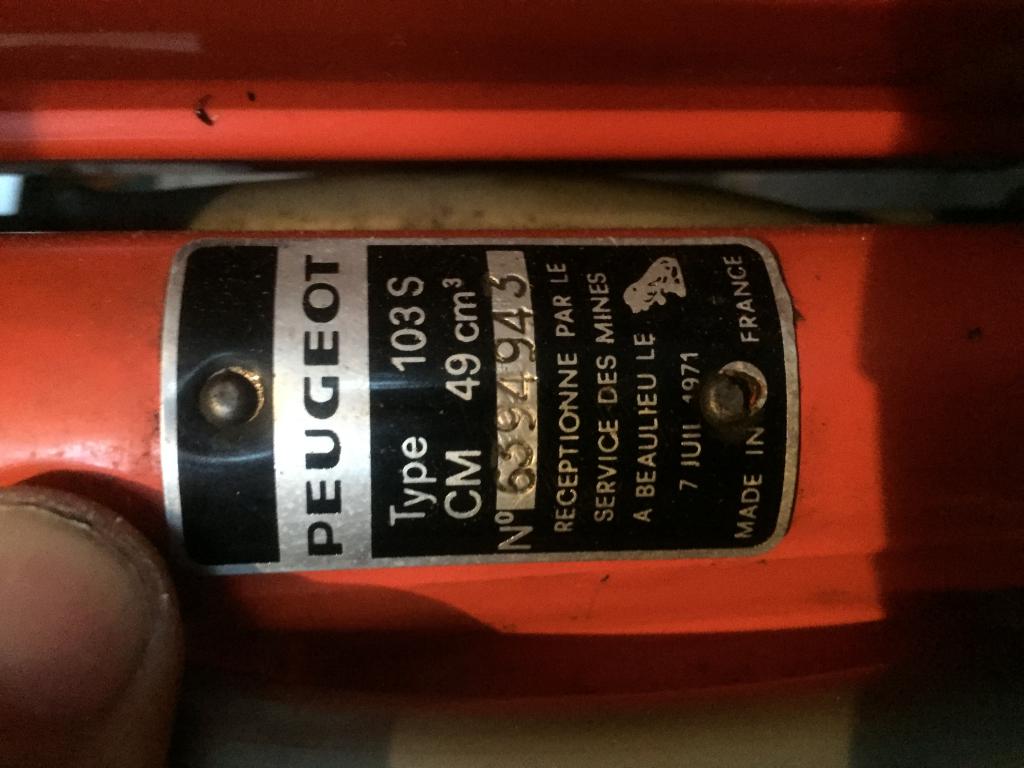 PEUGEOT
Type 103 S
CM 49 cm³
Nº 6394943
RECEPTIONNE PAR LE
SERVICE DES MINES
A BEAULIEU LE
7 JUIL 1971
MADE IN FRANCE